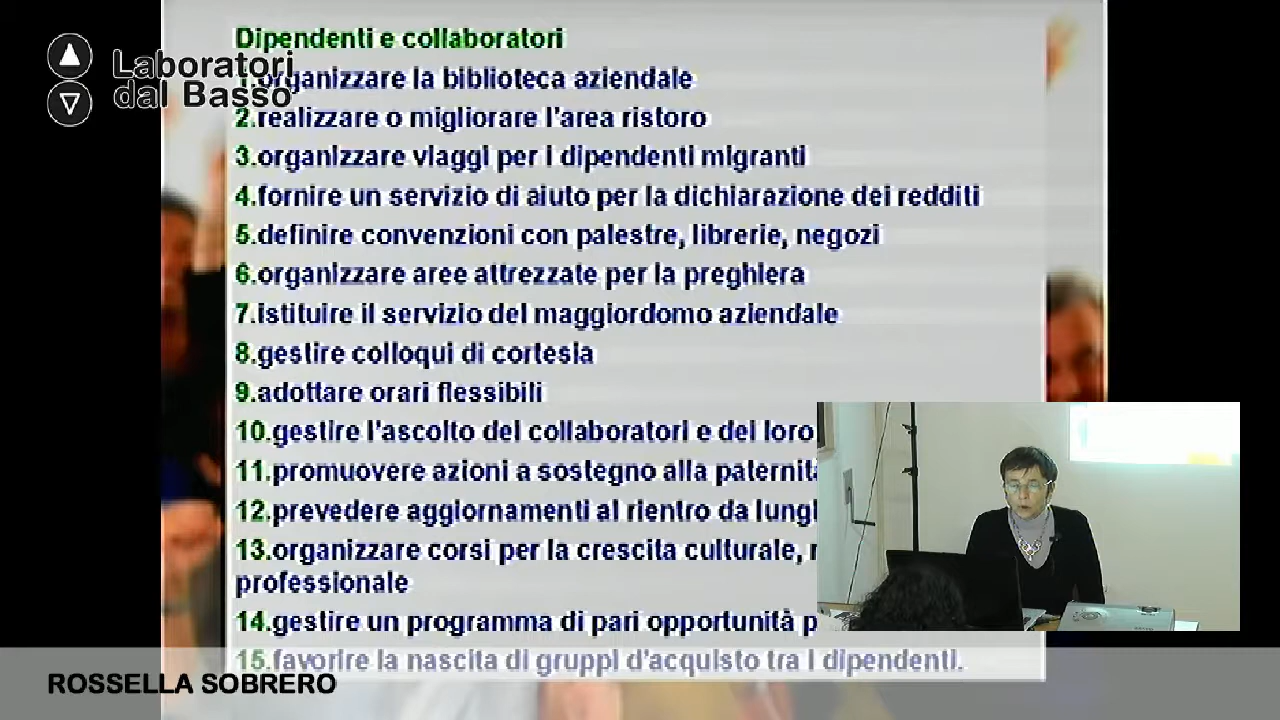 Laboratori
dal Basso
Dipendenti e collaboratori
1.organizzare la biblioteca aziendale
2.realizzare o migliorare l'area ristoro
3.organizzare viaggi per i dipendenti migranti
4.fornire un servizio di aiuto per la dichiarazione dei redditi
5.definire convenzioni con palestre, librerie, negozi
6.organizzare aree attrezzate per la preghiera
7.istituire il servizio del maggiordomo aziendale
8.gestire colloqui di cortesia
9.adottare orari flessibili
10.gestire l'ascolto dei collaboratori e dei loro
11.promuovere azioni a sostegno alla
12.prevedere aggiornamenti al rientro da
13.organizzare corsi per la crescita culturale,
professionale
14.gestire un programma di pari opportunità
15.favorire la nascita di gruppi d'acquisto tra i dipendenti.
ROSSELLA SOBRERO